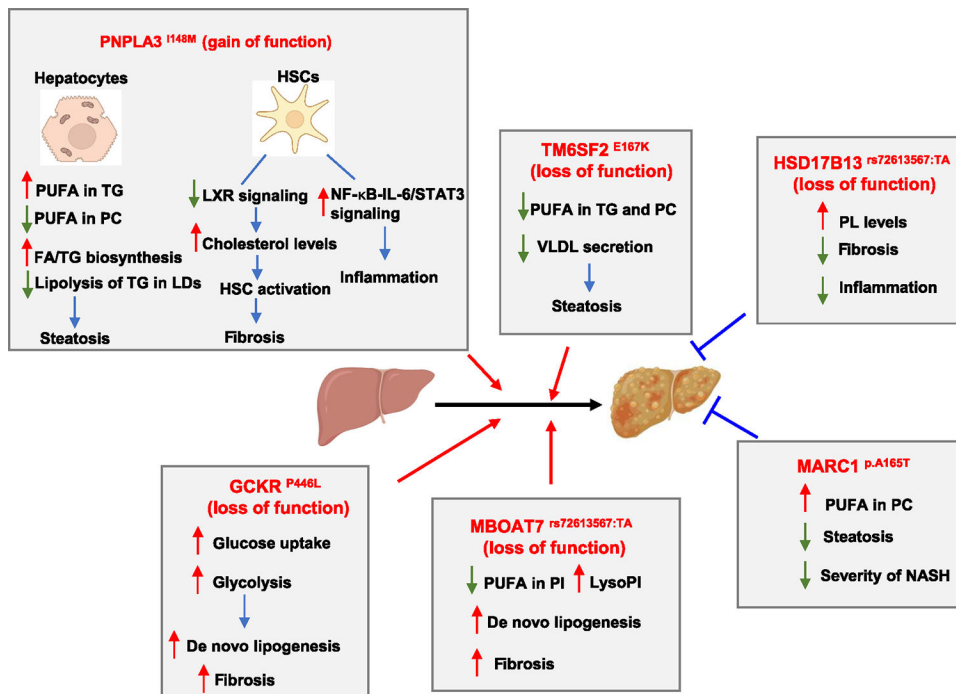 PNPLA3 I148M (gain of function)
Hepatocytes
PUFA in TG
PUFA in PC
FA/TG biosynthesis
Lipolysis of TG in LDs
Steatosis
HSCs
LXR signaling
Cholesterol levels
HSC activation
Fibrosis
NF-κB-IL-6/STAT3
signaling
Inflammation
TM6SF2 E167K
(loss of function)
PUFA in TG and PC
VLDL secretion
Steatosis
HSD17B13 rs72613567:TA
(loss of function)
PL levels
Fibrosis
Inflammation
GCKR P446L
(loss of function)
Glucose uptake
Glycolysis
De novo lipogenesis
Fibrosis
MBOAT7 rs72613567:TA
(loss of function)
PUFA in PI LysoPI
De novo lipogenesis
Fibrosis
MARC1 p.A165T
PUFA in PC
Steatosis
Severity of NASH